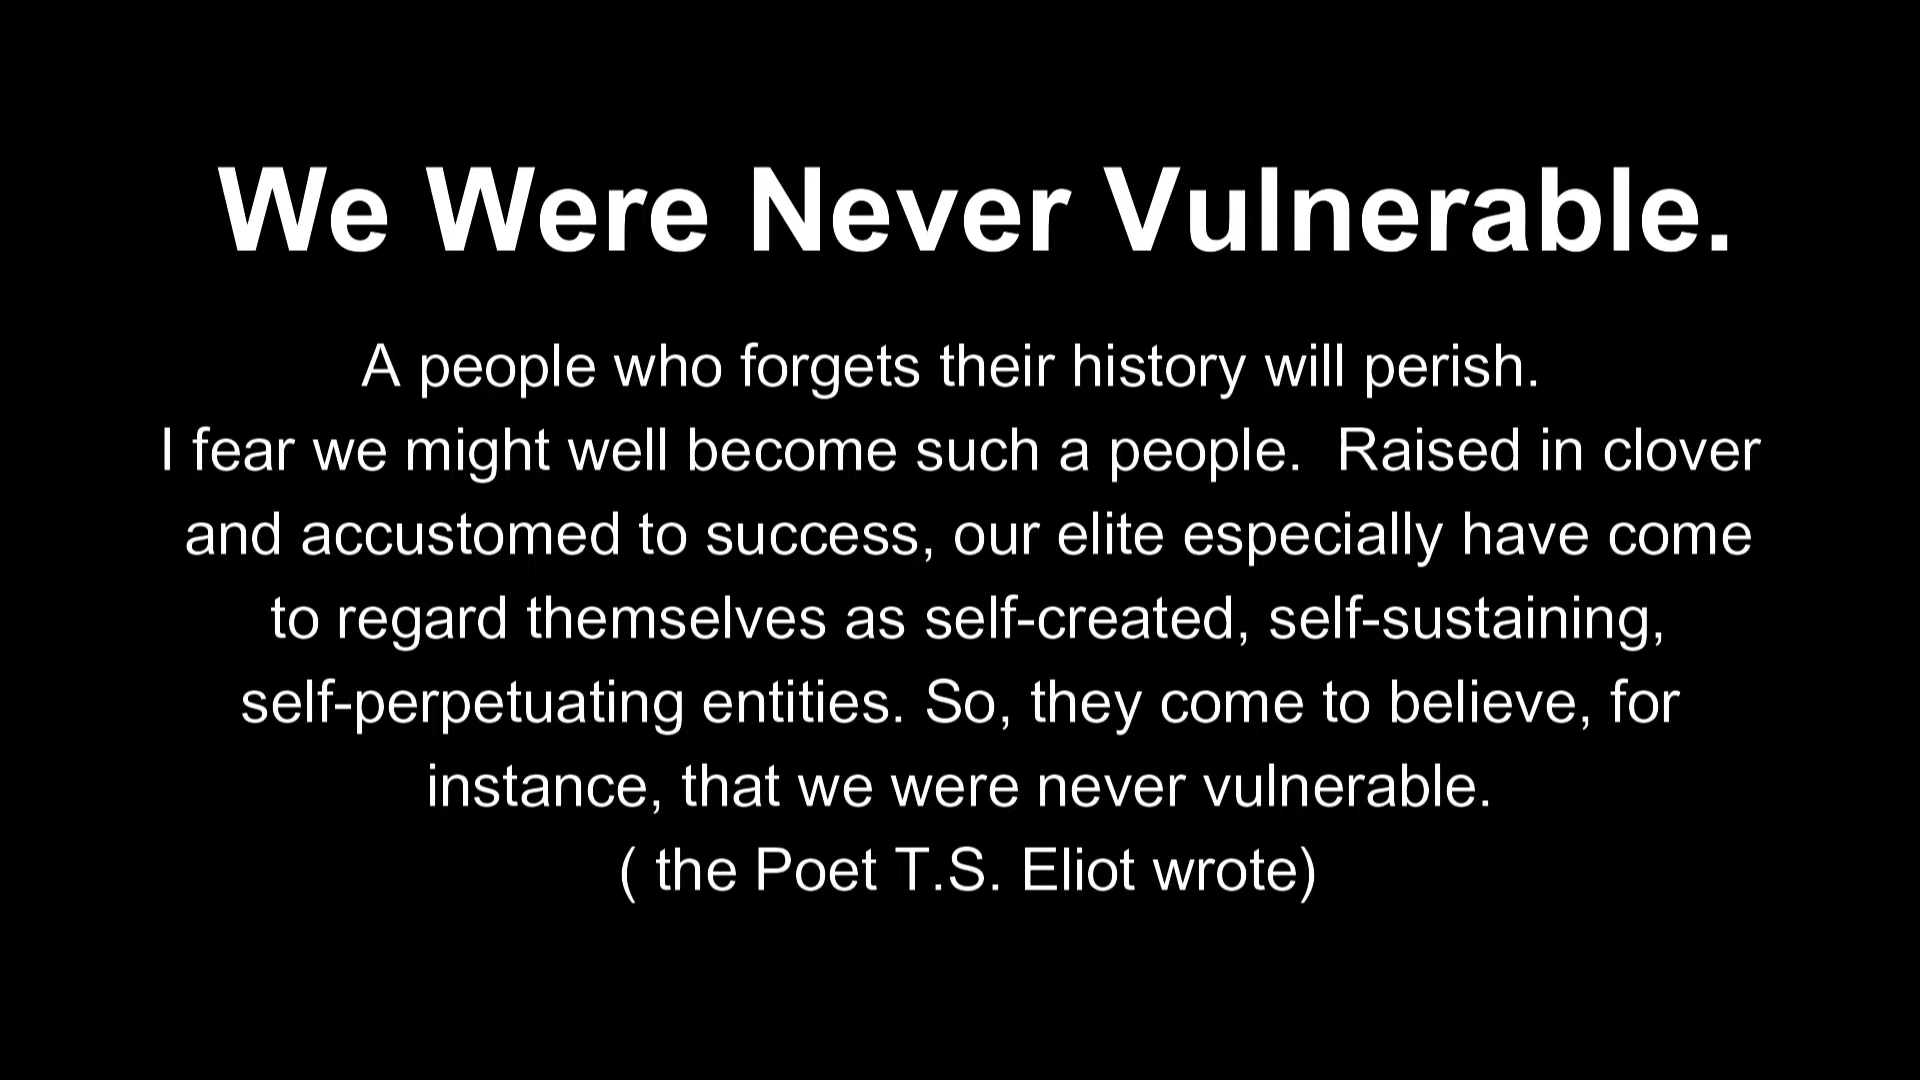 We Were Never Vulnerable.
A people who forgets their history will perish.
I fear we might well become such a people.  Raised in clover
and accustomed to success, our elite especially have come
to regard themselves as self-created, self-sustaining,
self-perpetuating entities. So, they come to believe, for
instance, that we were never vulnerable.
( the Poet T.S. Eliot wrote)